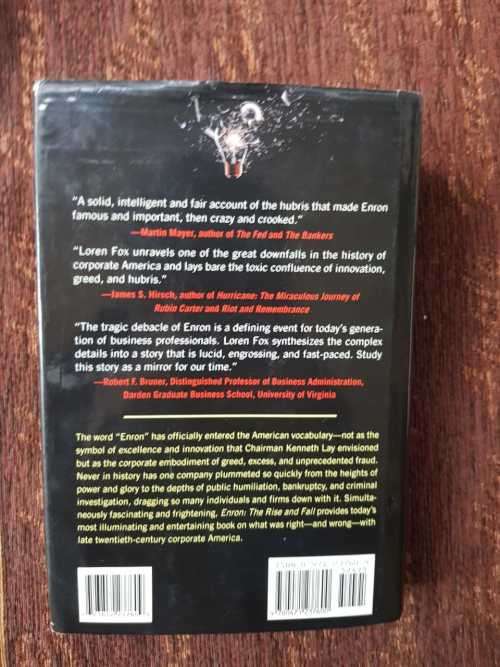 "A solid, intelligent and fair account of the hubris that made Enron
famous and important, then crazy and crooked."
—Martin Mayer, author of The Fed and The Bankers
"Loren Fox unravels one of the great downfalls in the history of
corporate America and lays bare the toxic confluence of innovation,
greed, and hubris."
—James S. Hirsch, author of Hurricane: The Miraculous Journey of
Rubin Carter and Riot and Remembrance
"The tragic debacle of Enron is a defining event for today's genera-
tion of business professionals. Loren Fox synthesizes the complex
details into a story that is lucid, engrossing, and fast-paced. Study
this story as a mirror for our time."
—Robert F. Bruner, Distinguished Professor of Business Administration,
Darden Graduate Business School, University of Virginia
The word "Enron" has officially entered the American vocabulary—not as the
symbol of excellence and innovation that Chairman Kenneth Lay envisioned
but as the corporate embodiment of greed, excess, and unprecedented fraud.
Never in history has one company plummeted so quickly from the heights of
power and glory to the depths of public humiliation, bankruptcy, and criminal
investigation, dragging so many individuals and firms down with it. Simulta-
neously fascinating and frightening, Enron: The Rise and Fall provides today's
most illuminating and entertaining book on what was right—and wrong—with
late twentieth-century corporate America.